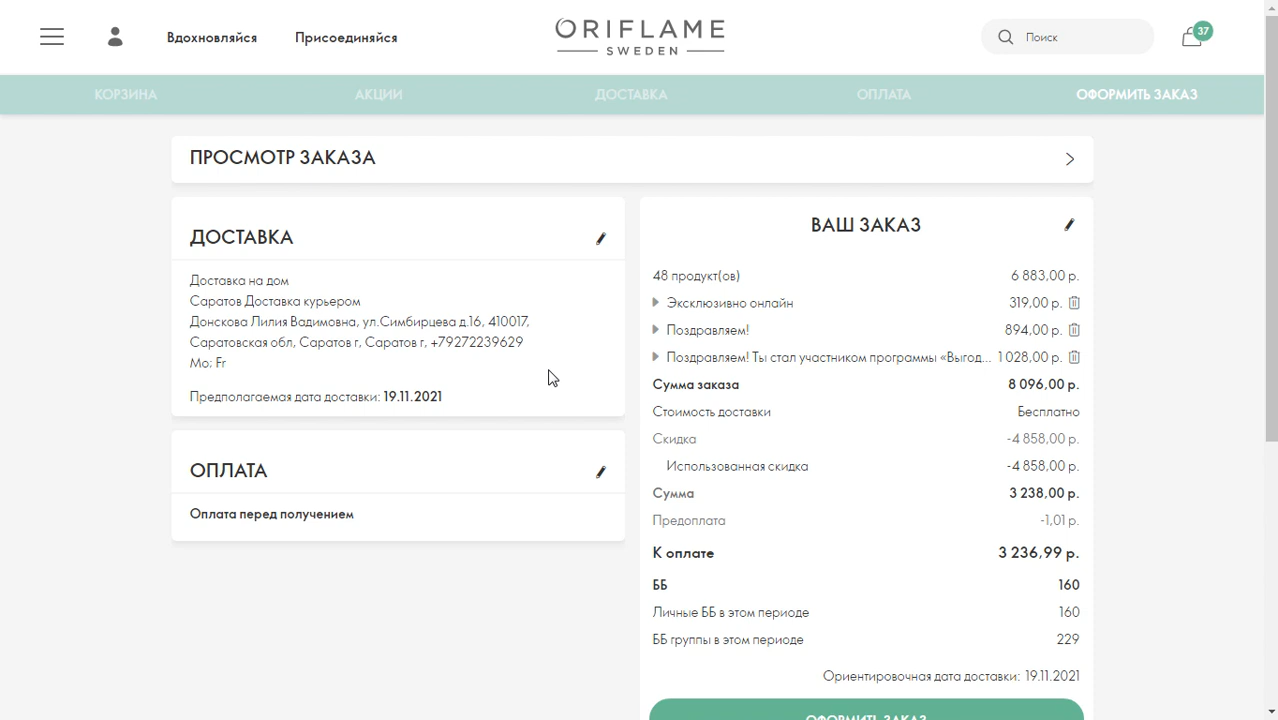 Вдохновляйся
Присоединяйся
ORIFLAME
SWEDEN
Поиск
37
КОРЗИНА
АКЦИИ
ДОСТАВКА
ОПЛАТА
ОФОРМИТЬ ЗАКАЗ
ПРОСМОТР ЗАКАЗА
ДОСТАВКА
Доставка на дом
Саратов Доставка курьером
Донскова Лилия Вадимовна, ул.Симбирцева д.16, 410017,
Саратовская обл, Саратов г, Саратов г, +79272239629
Mo: Fr
Предполагаемая дата доставки: 19.11.2021
ОПЛАТА
Оплата перед получением
ВАШ ЗАКАЗ
48 продукт(ов) 6 883,00 р.
Эксклюзивно онлайн 319,00 р.
Поздравляем! 894,00 р.
Поздравляем! Ты стал участником программы «Выгод... 1 028,00 р.
Сумма заказа 8 096,00 р.
Стоимость доставки Бесплатно
Скидка -4 858,00 р.
Использованная скидка -4 858,00 р.
Сумма 3 238,00 р.
Предоплата -1,01 р.
К оплате 3 236,99 р.
ББ 160
Личные ББ в этом периоде 160
ББ группы в этом периоде 229
Ориентировочная дата доставки: 19.11.2021
ОФОРМИТЬ ЗАКАЗ